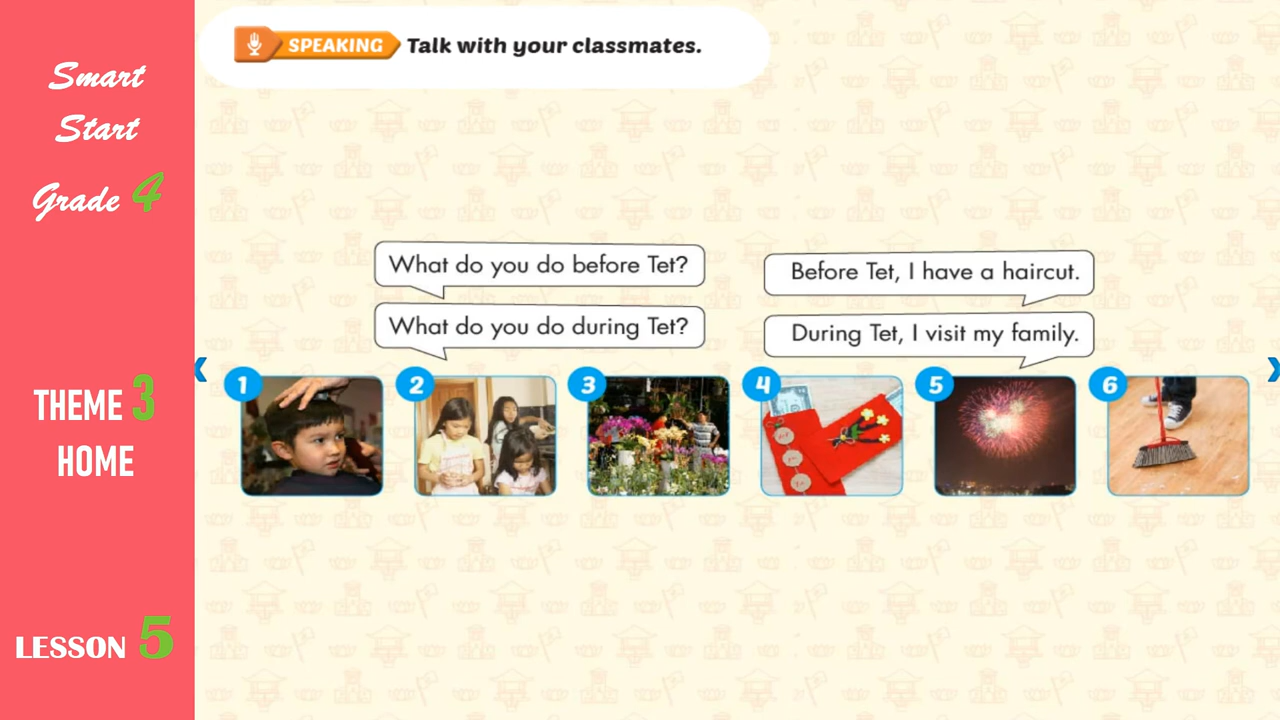 Smart
Start
Grade 4
THEME 3
HOME
LESSON 5
SPEAKING Talk with your classmates.
What do you do before Tet?
Before Tet, I have a haircut.
What do you do during Tet?
During Tet, I visit my family.
1 2 3 4 5 6